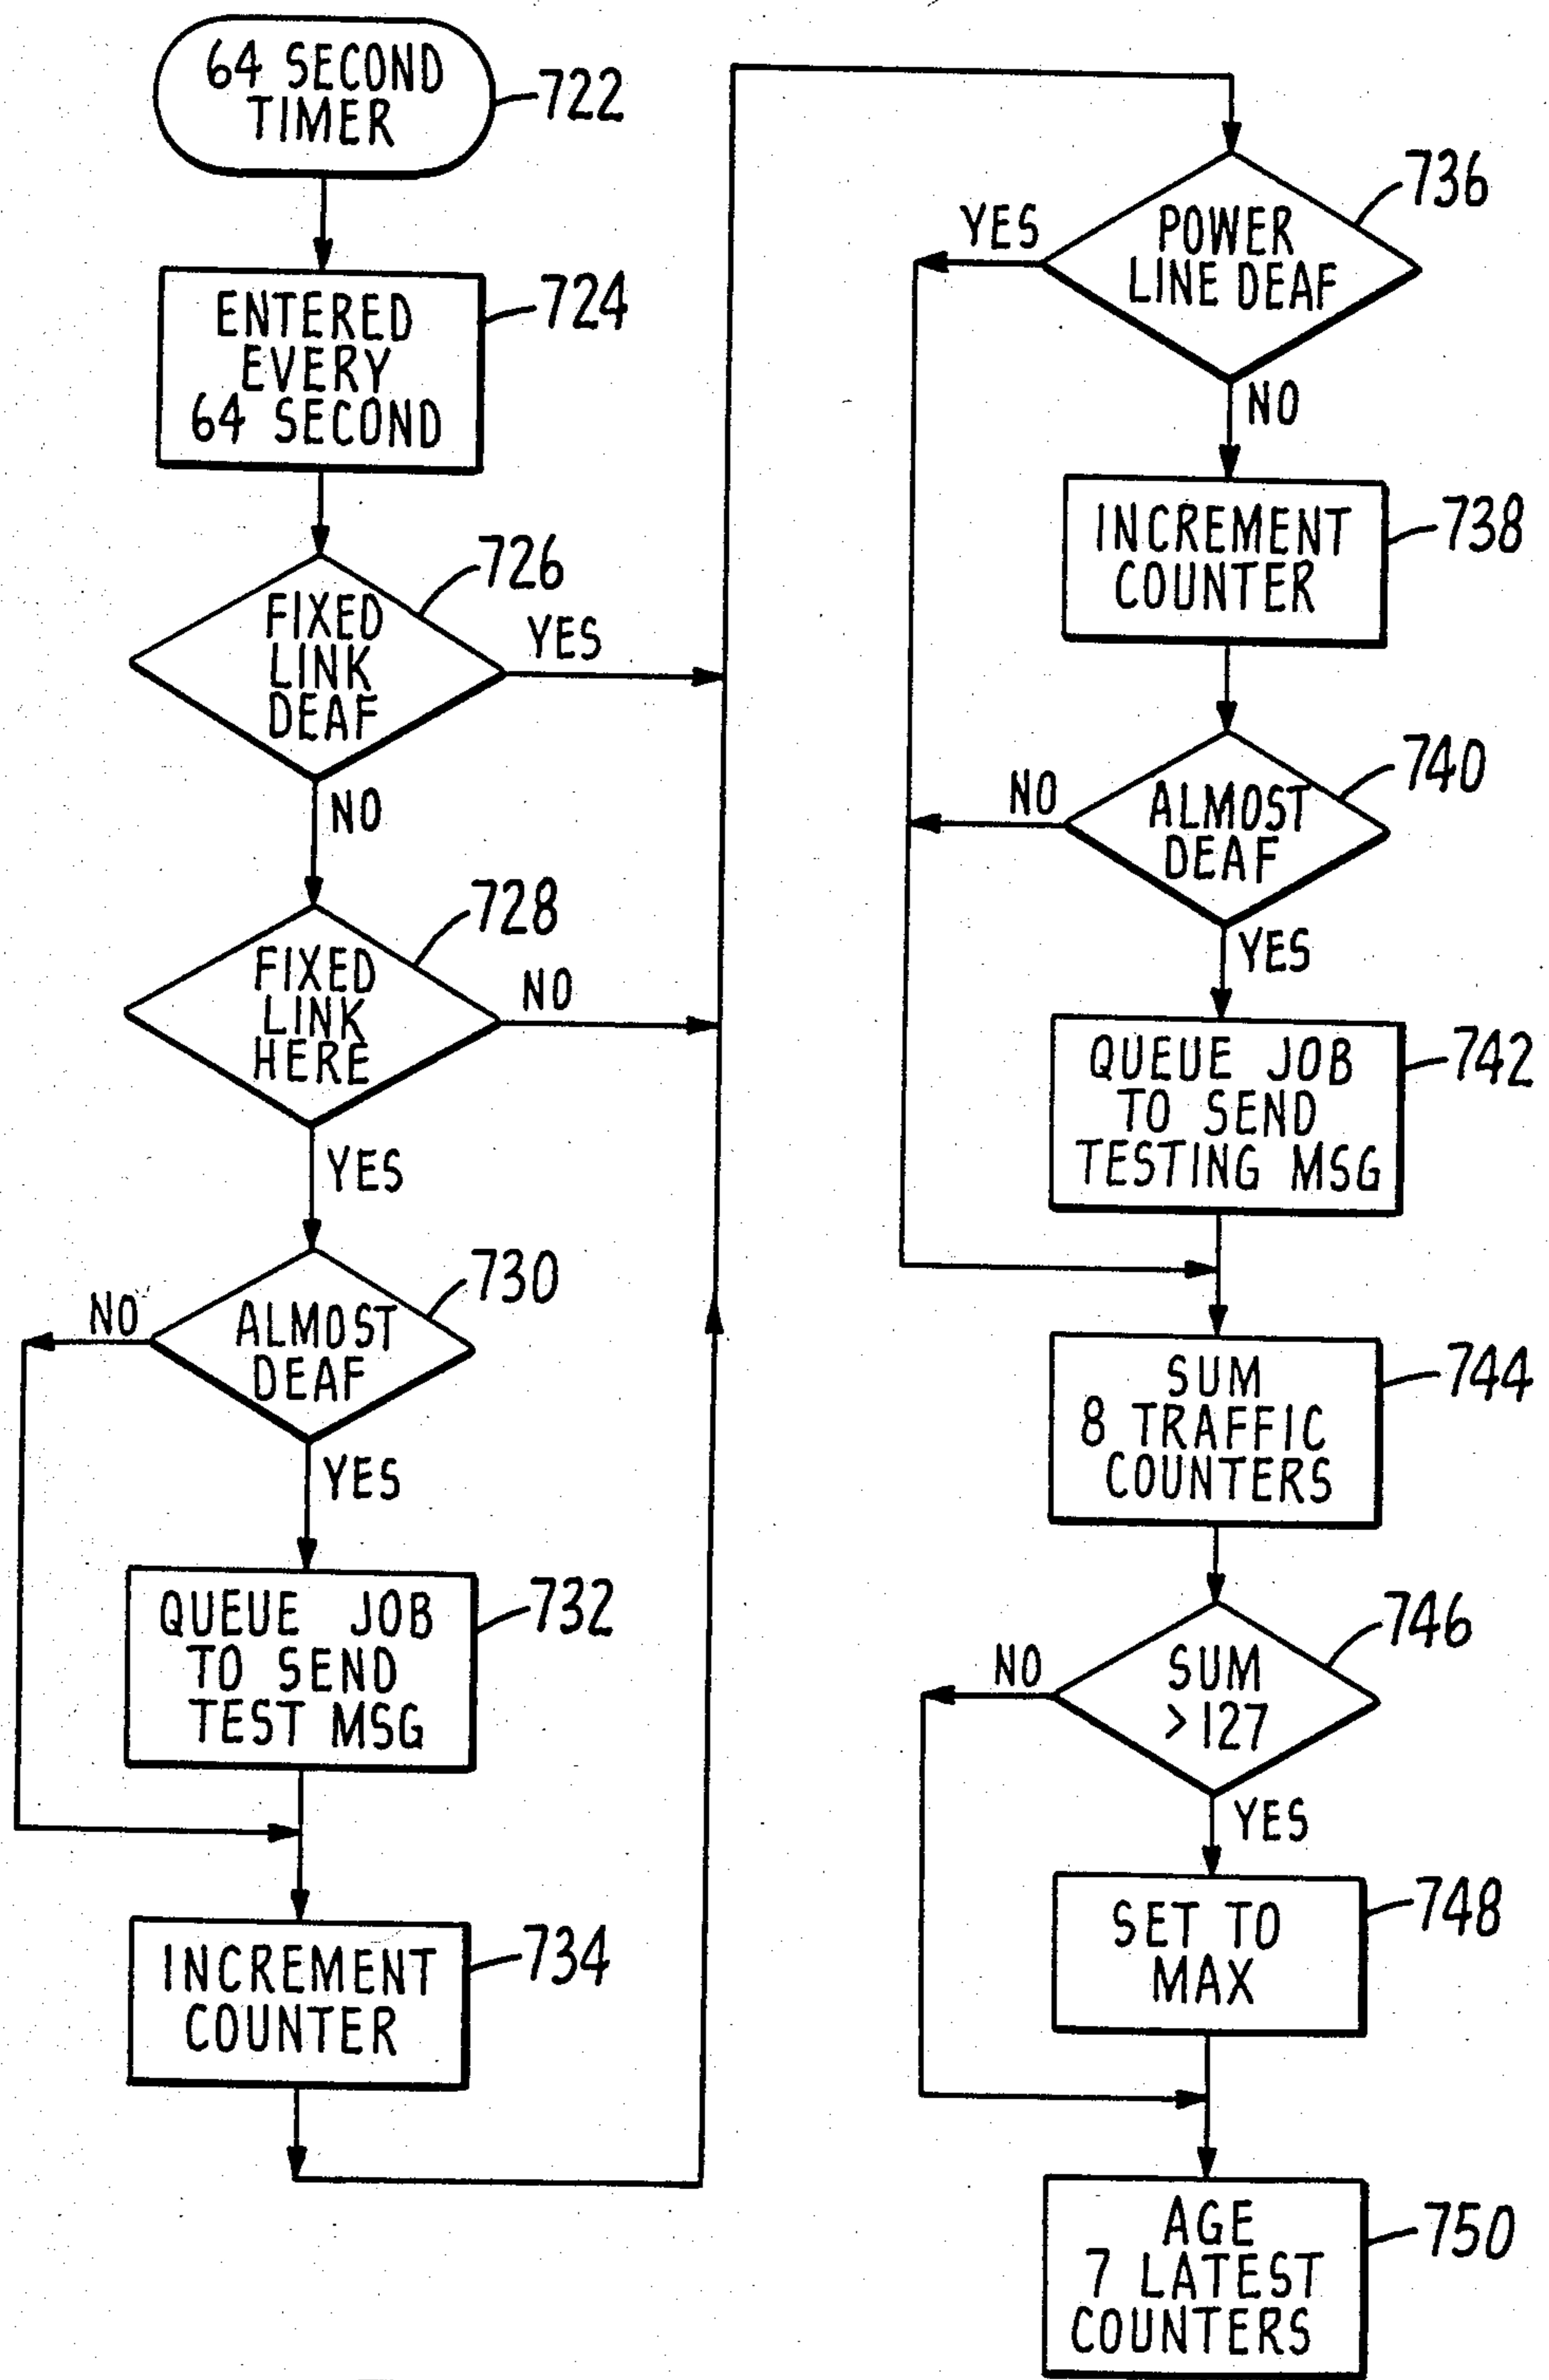 64 SECOND
TIMER
722
ENTERED
EVERY
64 SECOND
724
FIXED
LINK
DEAF
726
YES
NO
FIXED
LINK
HERE
728
NO
YES
ALMOST
DEAF
730
NO
YES
QUEUE JOB
TO SEND
TEST MSG
732
INCREMENT
COUNTER
734
POWER
LINE DEAF
736
YES
NO
INCREMENT
COUNTER
738
ALMOST
DEAF
740
NO
YES
QUEUE JOB
TO SEND
TESTING MSG
742
SUM
8 TRAFFIC
COUNTERS
744
SUM
>127
746
NO
YES
SET TO
MAX
748
AGE
7 LATEST
COUNTERS
750